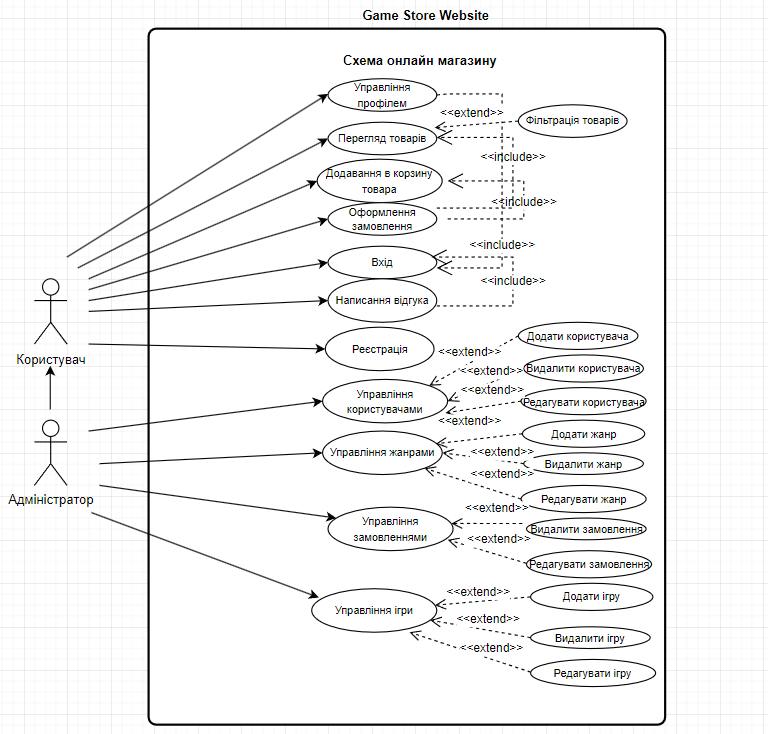 Game Store Website
Схема онлайн магазину
Управління
профілем
<<extend>>
Фільтрація товарів
Перегляд товарів
<<include>>
Додавання в корзину
товара
<<include>>
Оформлення
замовлення
<<include>>
Вхід
<<include>>
Написання відгука
Користувач
Реєстрація
<<extend>>
Додати користувача
<<extend>>
Видалити користувача
Управління
користувачами
<<extend>>
Редагувати користувача
<<extend>>
Додати жанр
Управління жанрами
<<extend>>
Видалити жанр
<<extend>>
Адміністратор
Редагувати жанр
<<extend>>
Управління
замовленнями
Видалити замовлення
<<extend>>
Редагувати замовлення
<<extend>>
Додати ігру
Управління ігри
<<extend>>
Видалити ігру
<<extend>>
Редагувати ігру